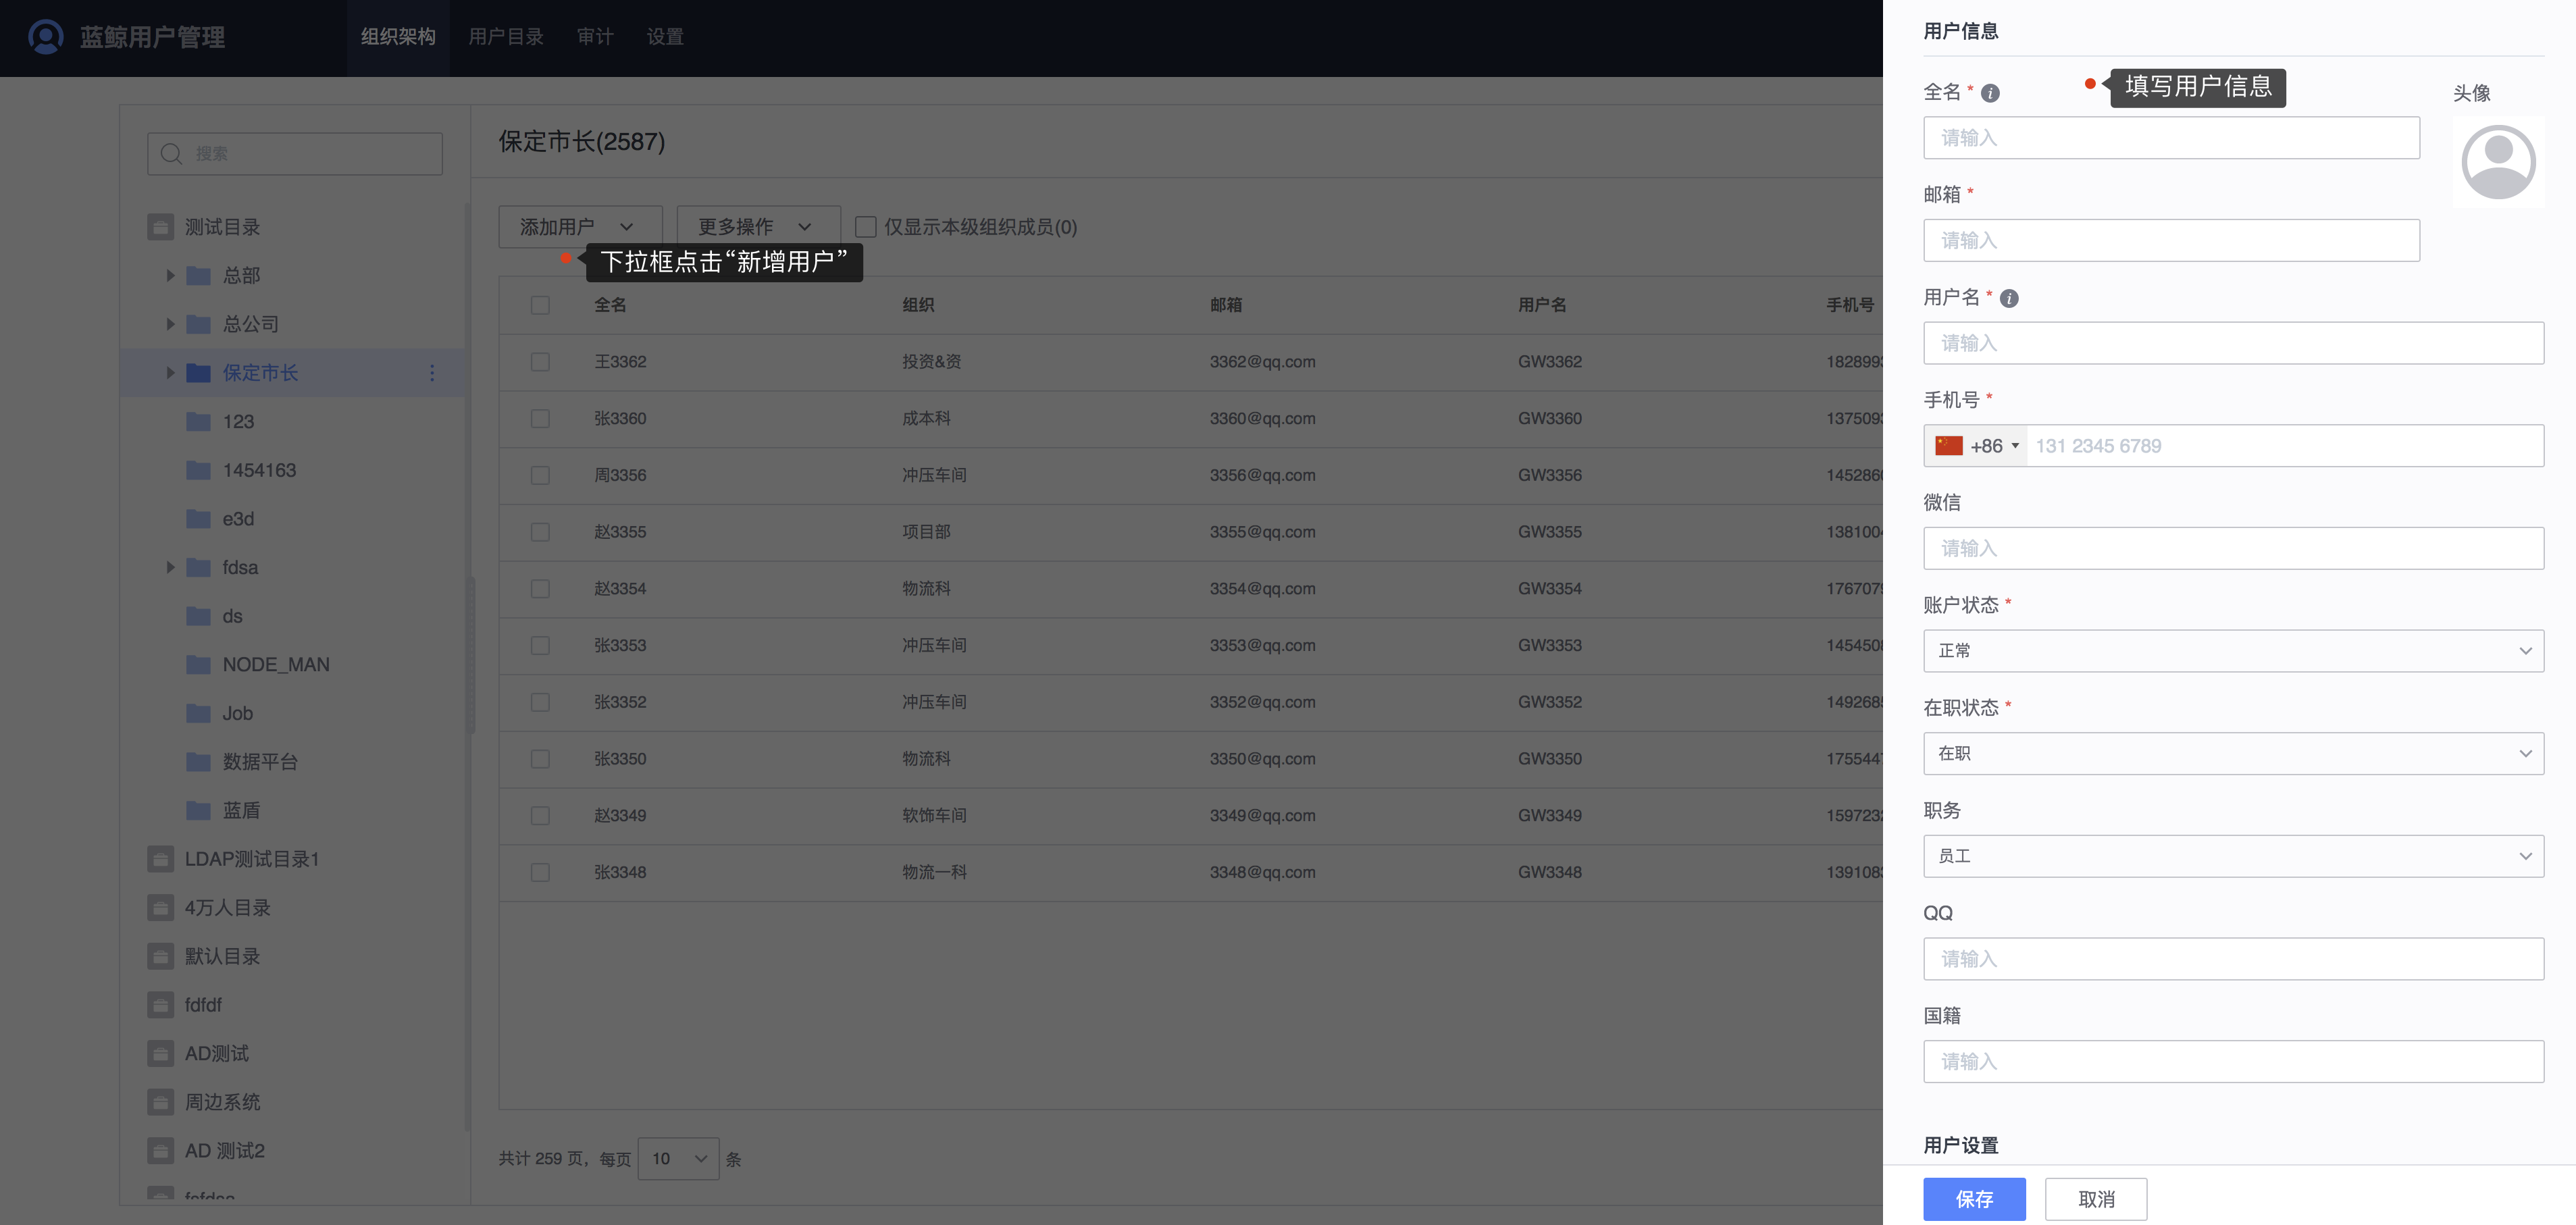 蓝鲸用户管理
组织架构 用户目录 审计 设置
搜索
测试目录
总部
总公司
保定市长
123
1454163
e3d
fdsa
ds
NODE_MAN
Job
数据平台
蓝盾
LDAP测试目录1
4万人目录
默认目录
fdfdf
AD测试
周边系统
AD 测试2
保定市长(2587)
添加用户 更多操作 仅显示本级组织成员(0)
下拉框点击“新增用户”
全名 组织 邮箱 用户名 手机号
王3362 投资&资 3362@qq.com GW3362 182899
张3360 成本科 3360@qq.com GW3360 137509
周3356 冲压车间 3356@qq.com GW3356 145286
赵3355 项目部 3355@qq.com GW3355 138100
赵3354 物流科 3354@qq.com GW3354 176707
张3353 冲压车间 3353@qq.com GW3353 145450
张3352 冲压车间 3352@qq.com GW3352 149268
张3350 物流科 3350@qq.com GW3350 175544
赵3349 软饰车间 3349@qq.com GW3349 159723
张3348 物流一科 3348@qq.com GW3348 139108
共计 259 页，每页 10 条
用户信息
全名 * i
填写用户信息
头像
请输入
邮箱 *
请输入
用户名 * i
请输入
手机号 *
+86 131 2345 6789
微信
请输入
账户状态 *
正常
在职状态 *
在职
职务
员工
QQ
请输入
国籍
请输入
用户设置
保存 取消